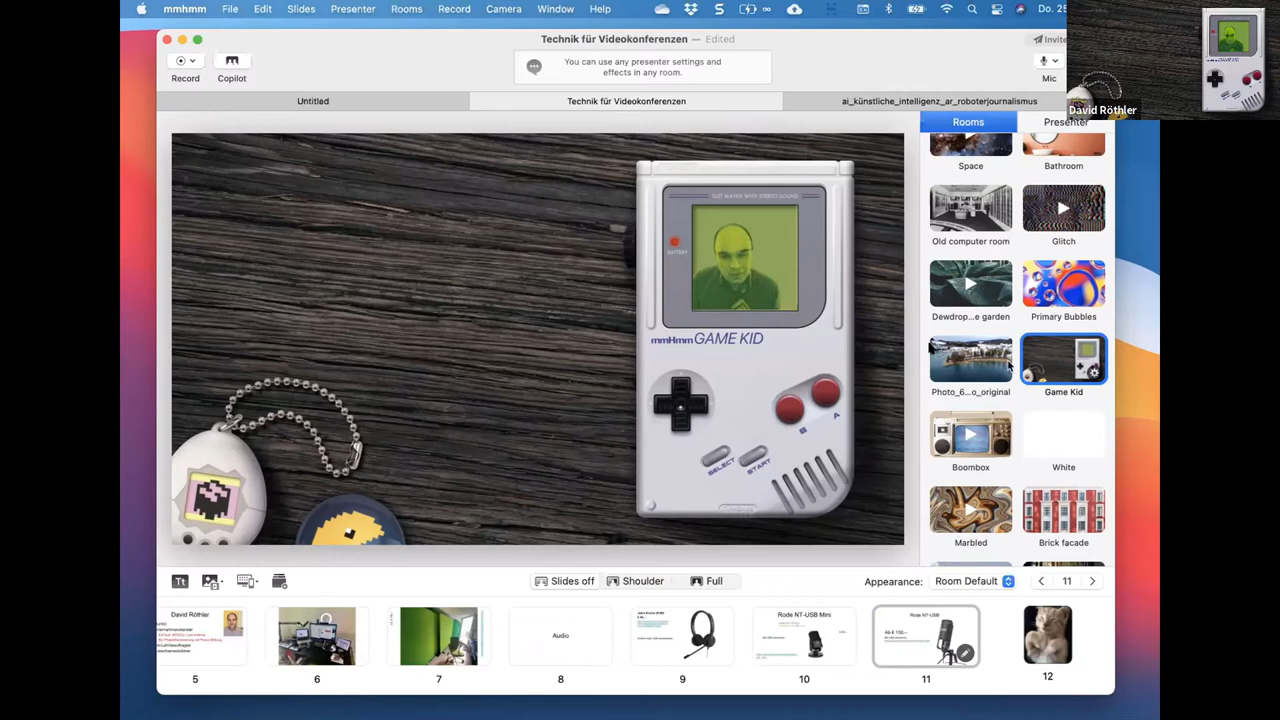 mmhmm File Edit Slides Presenter Rooms Record Camera Window Help Do. 25
Technik für Videokonferenzen — Edited
Invite
Record
Copilot
You can use any presenter settings and
effects in any room.
Mic
Untitled
Technik für Videokonferenzen
ai_künstliche_intelligenz_ar_roboterjournalismus
David Röthler
Rooms
Presenter
Space
Bathroom
Old computer room
Glitch
Dewdrop...e garden
Primary Bubbles
Photo_6...o_original
Game Kid
Boombox
White
Marbled
Brick facade
BATTERY
mmHmm GAME KID
B
A
SELECT
START
Tt
Slides off
Shoulder
Full
Appearance:
Room Default
11
David Röthler
Audio
Rode NT-USB Mini
Rode NT-USB
5
6
7
8
9
10
11
12